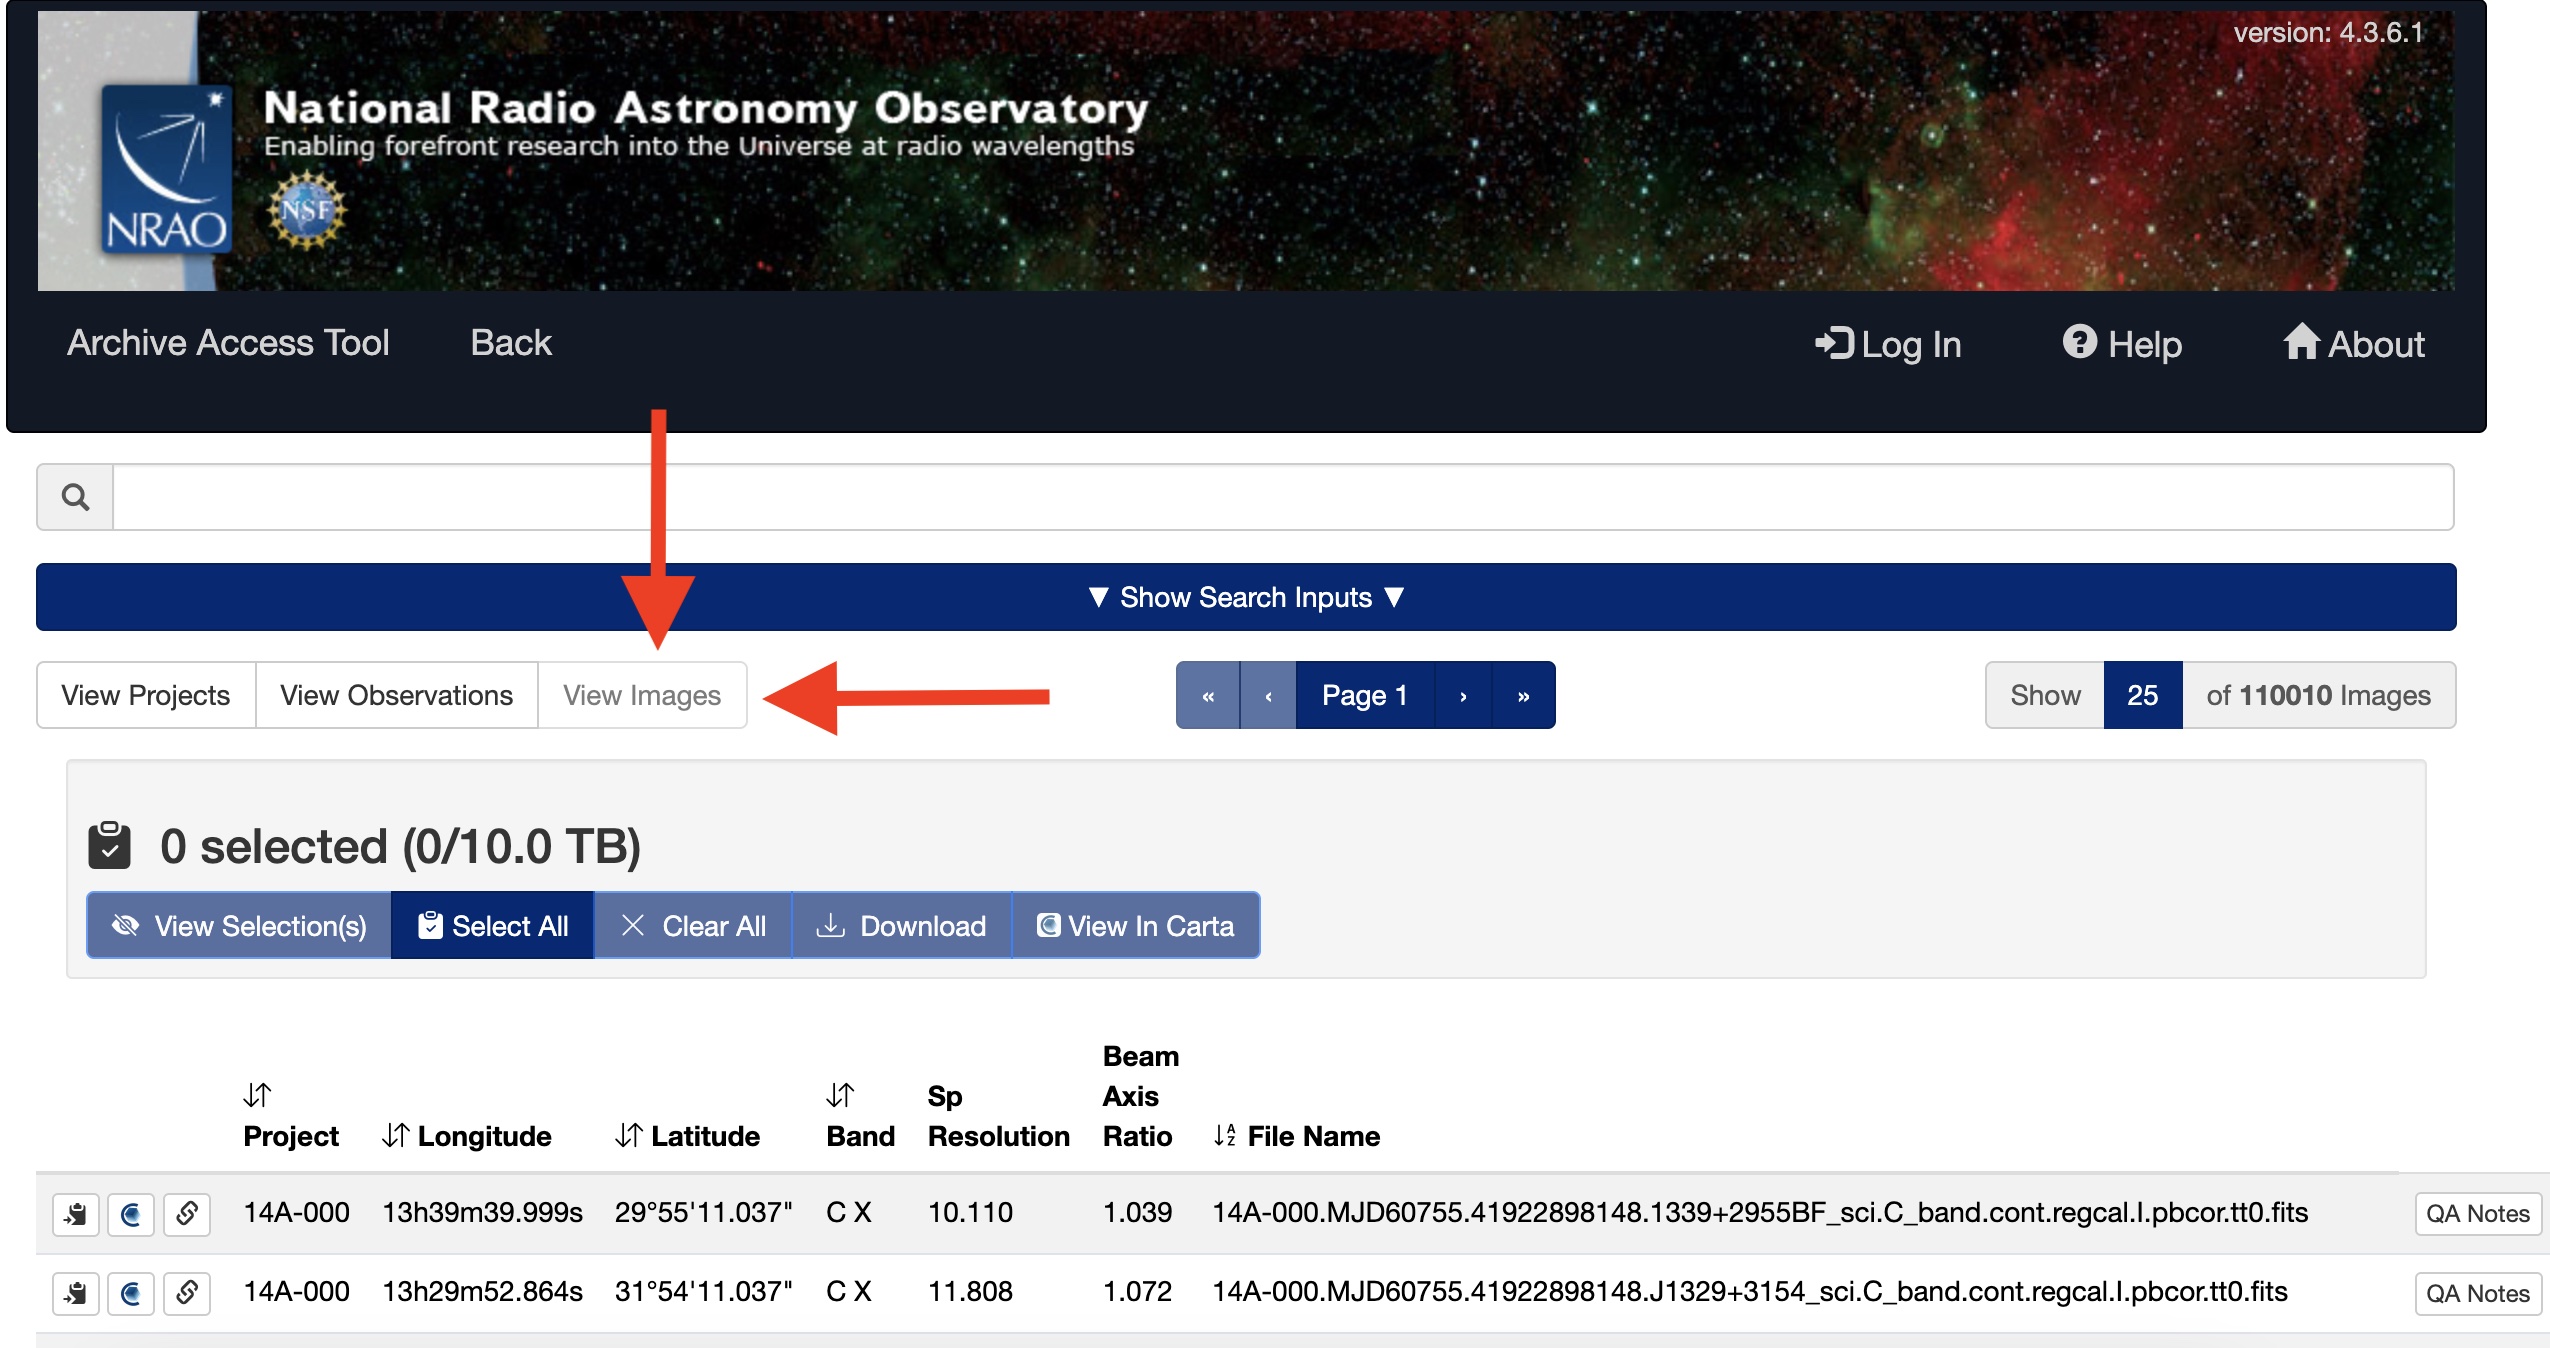 version: 4.3.6.1
National Radio Astronomy Observatory
Enabling forefront research into the Universe at radio wavelengths
NRAO
NSF
Archive Access Tool Back Log In Help About
▼ Show Search Inputs ▼
View Projects View Observations View Images « ‹ Page 1 › » Show 25 of 110010 Images
0 selected (0/10.0 TB)
View Selection(s) Select All Clear All Download View In Carta
Project Longitude Latitude Band Sp Resolution Beam Axis Ratio File Name
14A-000 13h39m39.999s 29°55'11.037" C X 10.110 1.039 14A-000.MJD60755.41922898148.1339+2955BF_sci.C_band.cont.regcal.I.pbcor.tt0.fits QA Notes
14A-000 13h29m52.864s 31°54'11.037" C X 11.808 1.072 14A-000.MJD60755.41922898148.J1329+3154_sci.C_band.cont.regcal.I.pbcor.tt0.fits QA Notes